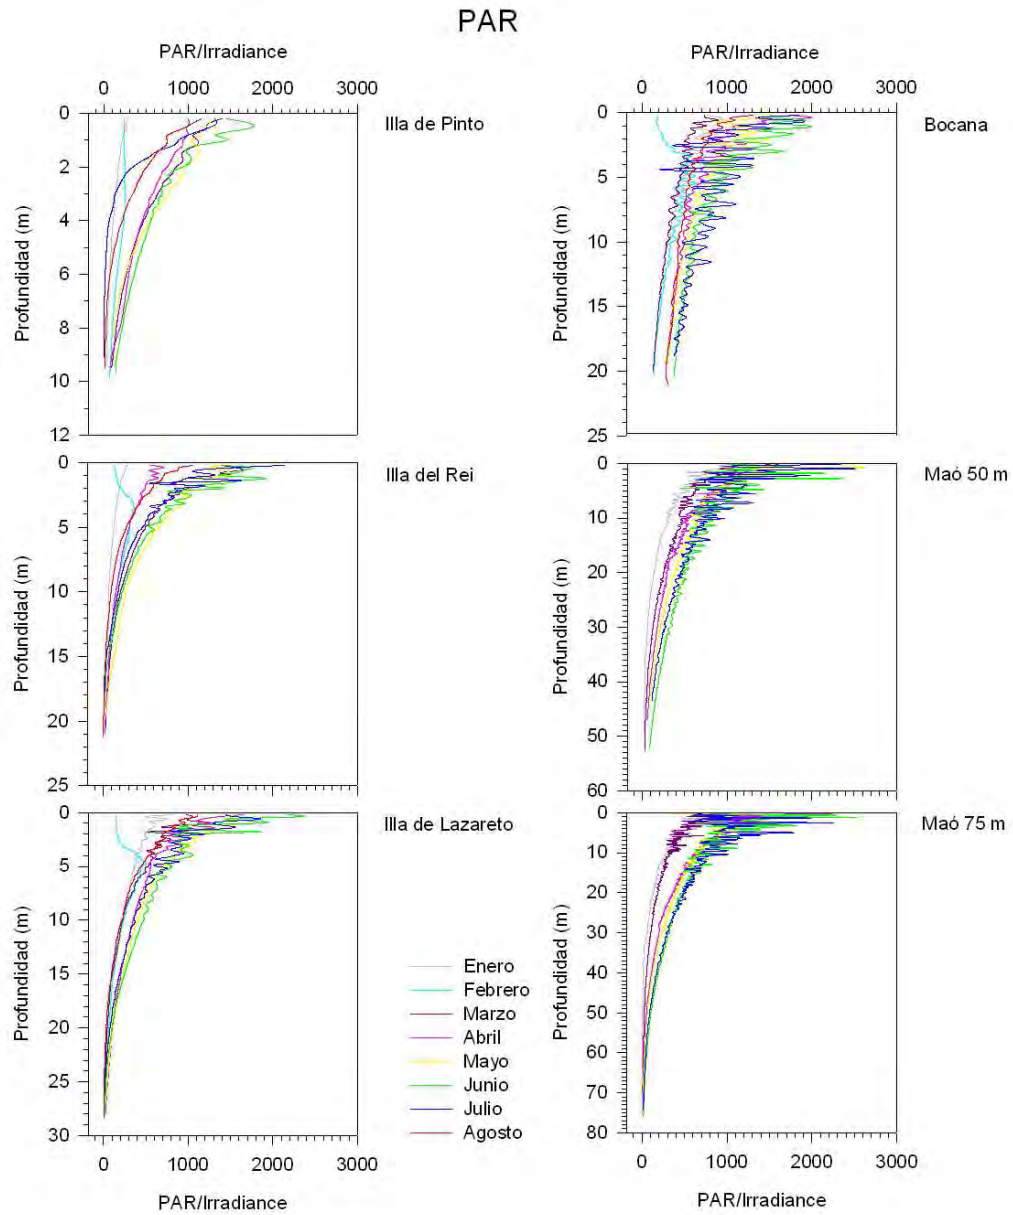 PAR
PAR/Irradiance
0 1000 2000 3000
0
2
4
6
8
10
12
Profundidad (m)
Illa de Pinto
PAR/Irradiance
0 1000 2000 3000
0
5
10
15
20
25
Profundidad (m)
Bocana
0
5
10
15
20
25
Profundidad (m)
Illa del Rei
0
10
20
30
40
50
60
Profundidad (m)
Maó 50 m
0
5
10
15
20
25
30
Profundidad (m)
Illa de Lazareto
0 1000 2000 3000
PAR/Irradiance
Enero
Febrero
Marzo
Abril
Mayo
Junio
Julio
Agosto
0
10
20
30
40
50
60
70
80
Profundidad (m)
Maó 75 m
0 1000 2000 3000
PAR/Irradiance